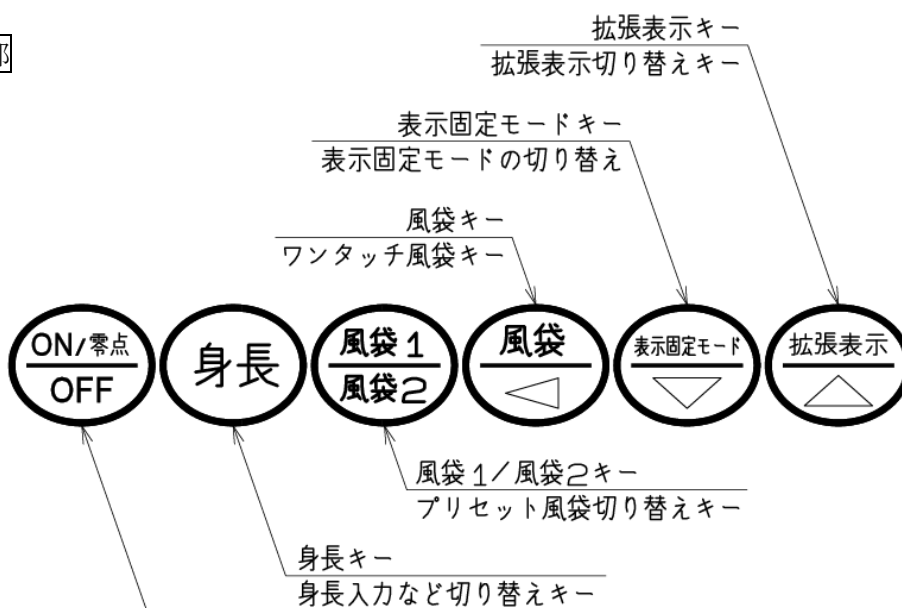 拡張表示キー
拡張表示切り替えキー
表示固定モードキー
表示固定モードの切り替え
風袋キー
ワンタッチ風袋キー
ON/零点
OFF
身長
風袋1
風袋2
風袋
表示固定モード
拡張表示
風袋1/風袋2キー
プリセット風袋切り替えキー
身長キー
身長入力など切り替えキー